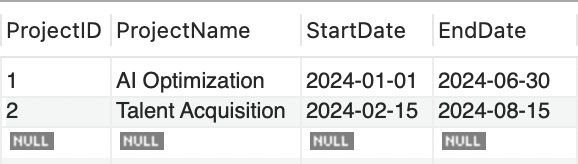 ProjectID ProjectName StartDate EndDate
1 AI Optimization 2024-01-01 2024-06-30
2 Talent Acquisition 2024-02-15 2024-08-15
NULL NULL NULL NULL